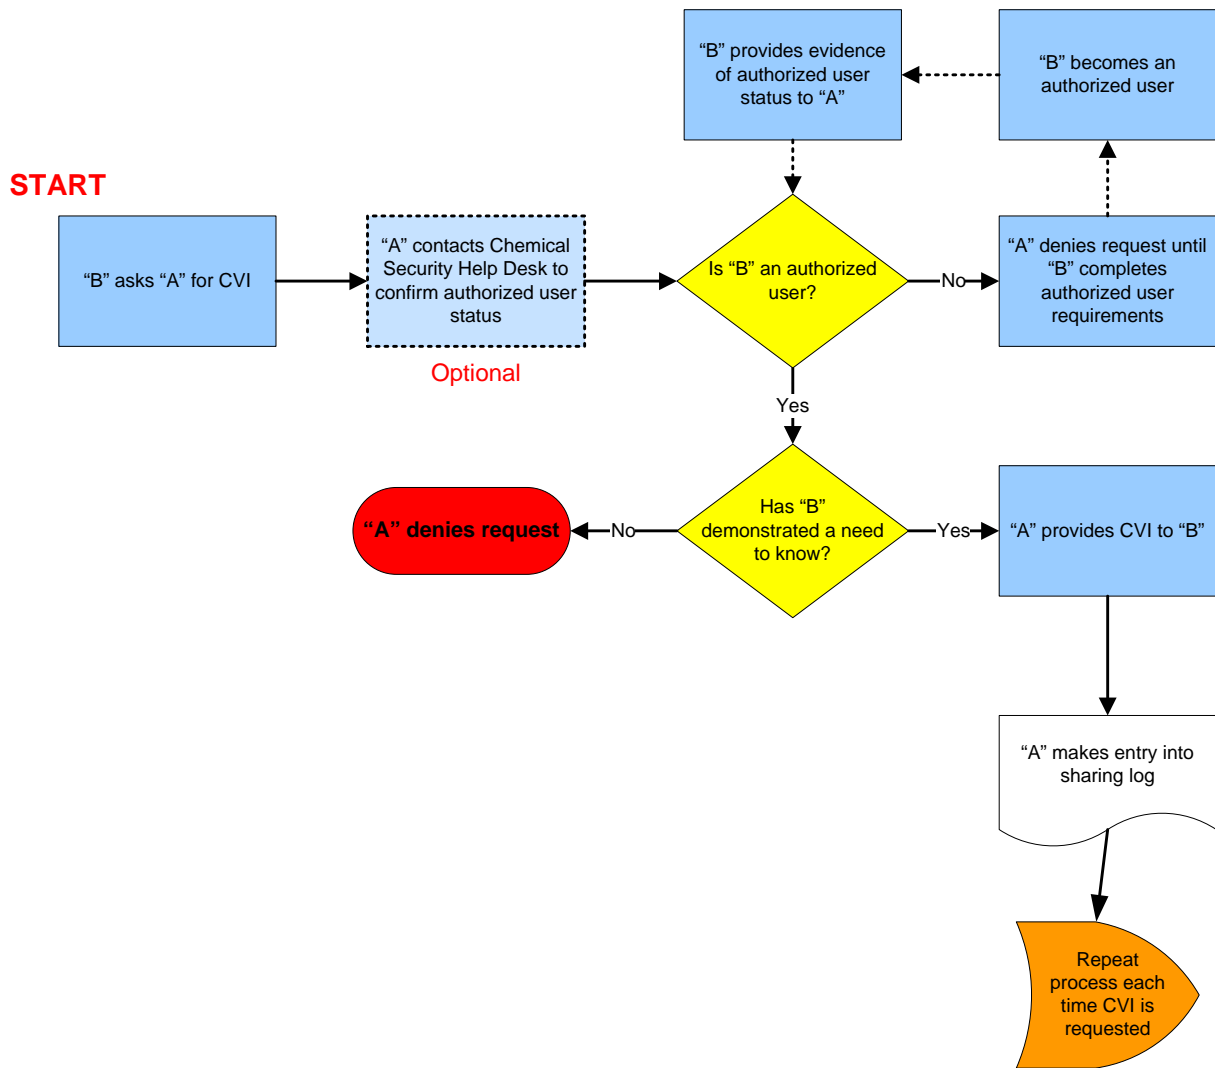 “B” provides evidence
of authorized user
status to “A”
“B” becomes an
authorized user
START
“B” asks “A” for CVI
“A” contacts Chemical
Security Help Desk to
confirm authorized user
status
Optional
Is “B” an authorized
user?
No
“A” denies request until
“B” completes
authorized user
requirements
Yes
“A” denies request
No
Has “B”
demonstrated a need
to know?
Yes
“A” provides CVI to “B”
“A” makes entry into
sharing log
Repeat
process each
time CVI is
requested